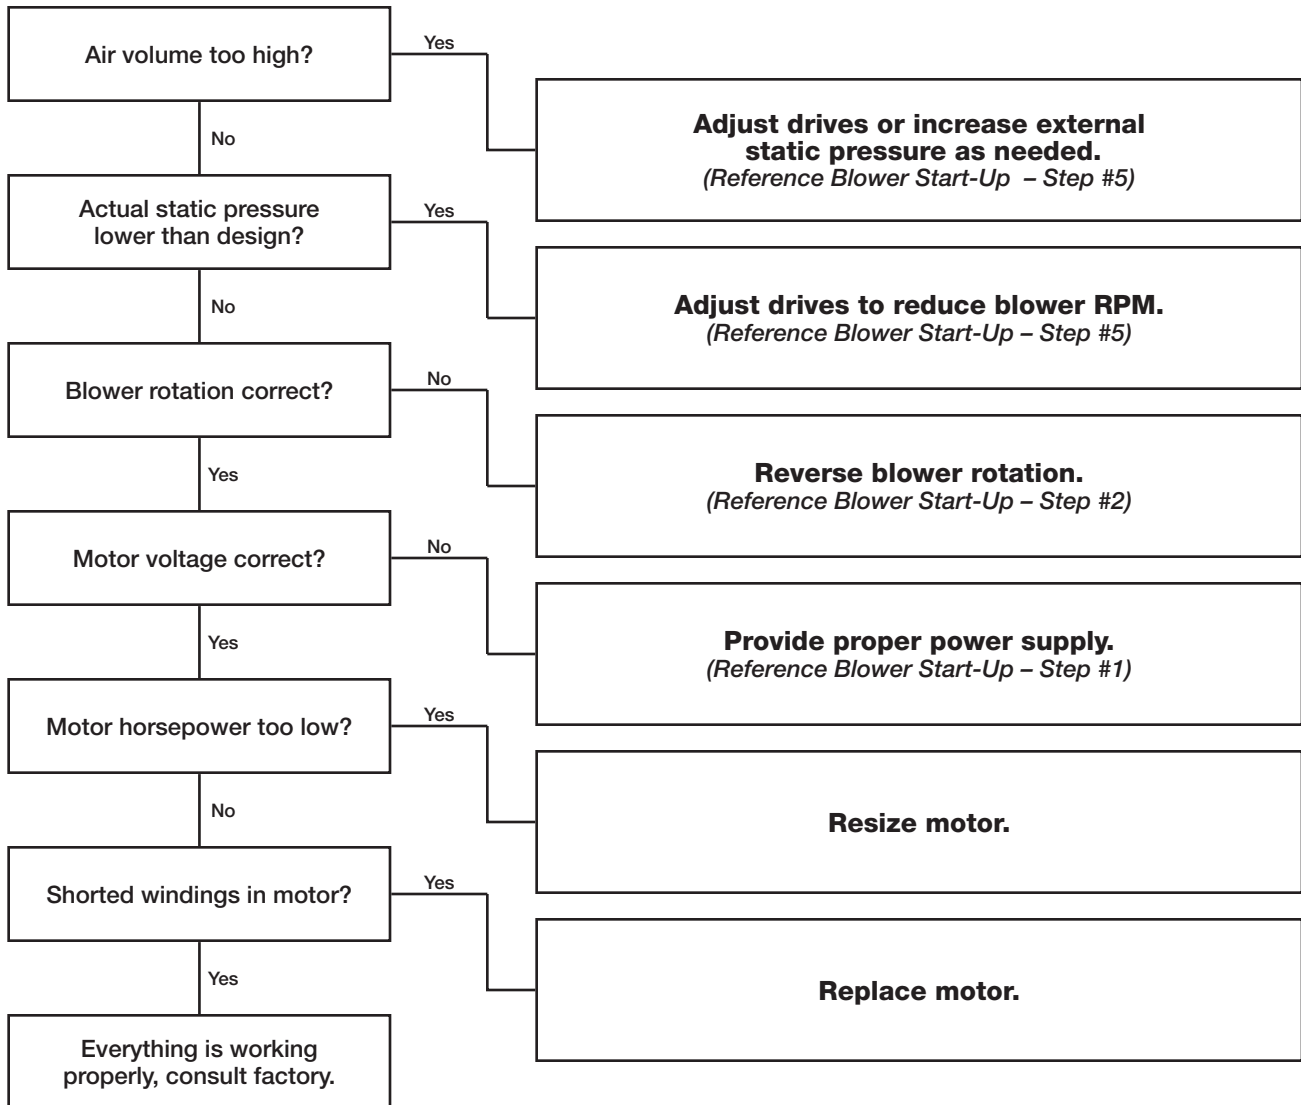 Air volume too high?
Yes
Adjust drives or increase external
static pressure as needed.
(Reference Blower Start-Up – Step #5)
No
Actual static pressure
lower than design?
Yes
Adjust drives to reduce blower RPM.
(Reference Blower Start-Up – Step #5)
No
Blower rotation correct?
No
Reverse blower rotation.
(Reference Blower Start-Up – Step #2)
Yes
Motor voltage correct?
No
Provide proper power supply.
(Reference Blower Start-Up – Step #1)
Yes
Motor horsepower too low?
Yes
Resize motor.
No
Shorted windings in motor?
Yes
Replace motor.
Yes
Everything is working
properly, consult factory.